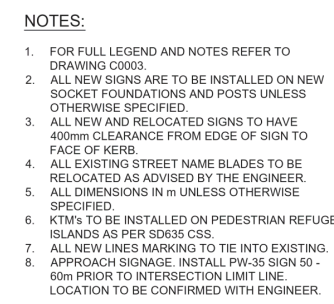 NOTES:
1. FOR FULL LEGEND AND NOTES REFER TO
DRAWING C0003.
2. ALL NEW SIGNS ARE TO BE INSTALLED ON NEW
SOCKET FOUNDATIONS AND POSTS UNLESS
OTHERWISE SPECIFIED.
3. ALL NEW AND RELOCATED SIGNS TO HAVE
400mm CLEARANCE FROM EDGE OF SIGN TO
FACE OF KERB.
4. ALL EXISTING STREET NAME BLADES TO BE
RELOCATED AS ADVISED BY THE ENGINEER.
5. ALL DIMENSIONS IN m UNLESS OTHERWISE
SPECIFIED.
6. KTM's TO BE INSTALLED ON PEDESTRIAN REFUGE
ISLANDS AS PER SD635 CSS.
7. ALL NEW LINES MARKING TO TIE INTO EXISTING.
8. APPROACH SIGNAGE. INSTALL PW-35 SIGN 50 -
60m PRIOR TO INTERSECTION LIMIT LINE.
LOCATION TO BE CONFIRMED WITH ENGINEER.